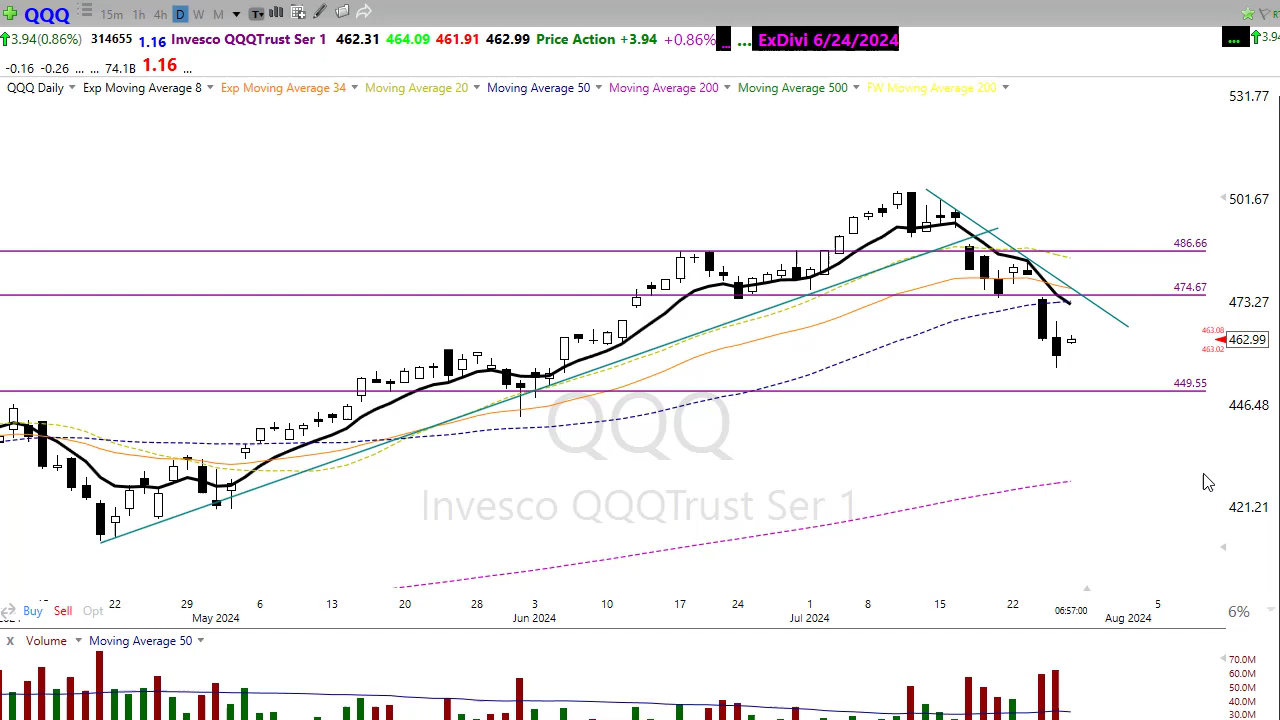 QQQ 15m 1h 4h D W M
3.94(0.86%) 314655 1.16 Invesco QQQTrust Ser 1 462.31 464.09 461.91 462.99 Price Action +3.94 +0.86% ... ... ExDivi 6/24/2024 ... 3.94
-0.16 -0.26 ... ... 74.1B 1.16 ...
QQQ Daily Exp Moving Average 8 Exp Moving Average 34 Moving Average 20 Moving Average 50 Moving Average 200 Moving Average 500 FW Moving Average 200
531.77
501.67
486.66
474.67
473.27
463.08
462.99
463.02
449.55
446.48
QQQ
Invesco QQQTrust Ser 1
421.21
22 29 6 13 20 28 3 10 17 24 1 8 15 22 5
Buy Sell Opt 06:57:00 6%
May 2024 Jun 2024 Jul 2024 Aug 2024
x Volume Moving Average 50
70.0M
60.0M
50.0M
40.0M
30.0M